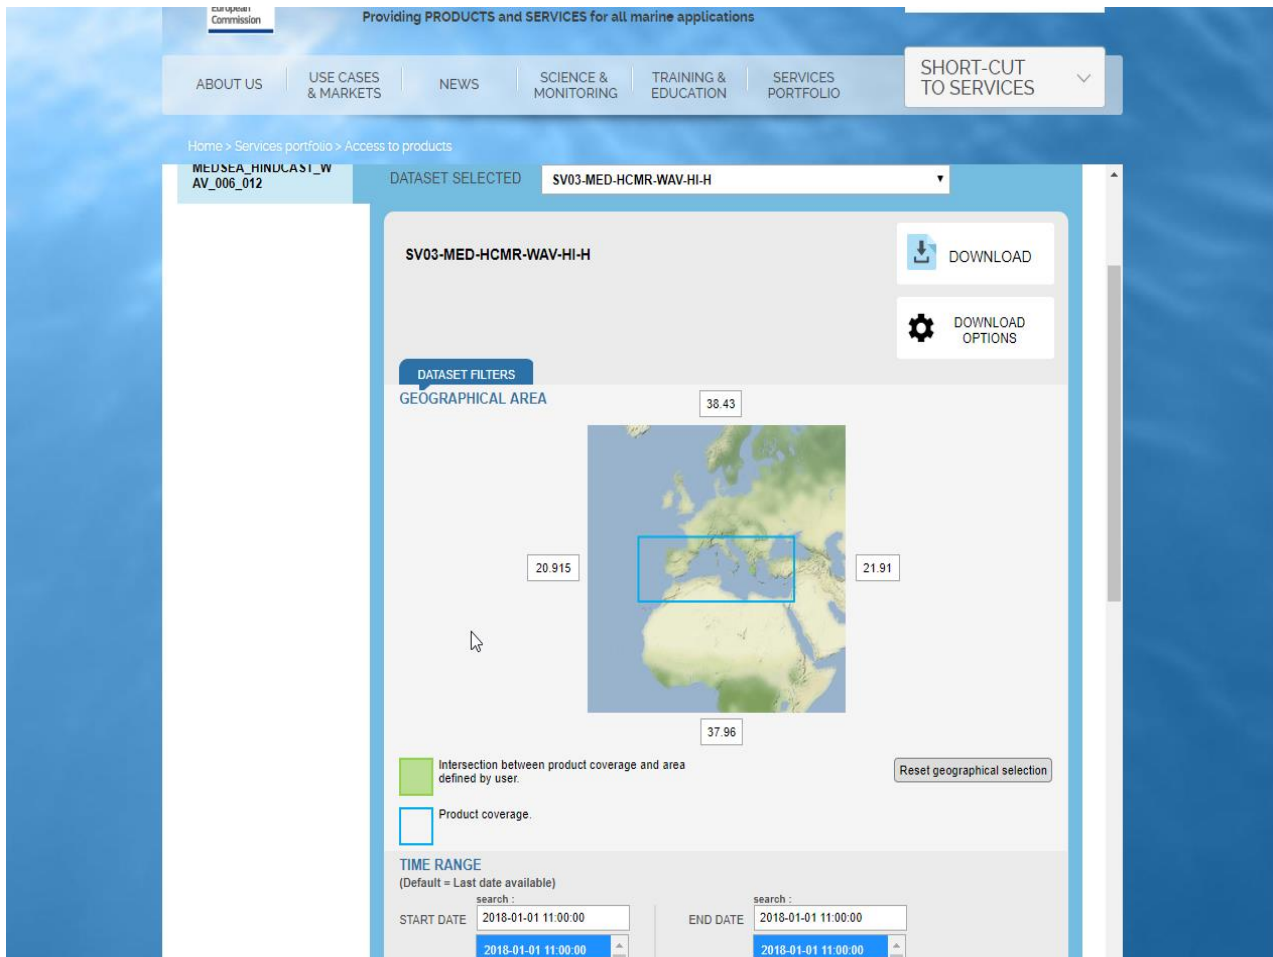 European
Commission
Providing PRODUCTS and SERVICES for all marine applications
ABOUT US
USE CASES
& MARKETS
NEWS
SCIENCE &
MONITORING
TRAINING &
EDUCATION
SERVICES
PORTFOLIO
SHORT-CUT
TO SERVICES
Home > Services portfolio > Access to products
MEDSEA_HINDCAST_W
AV_006_012
DATASET SELECTED
SV03-MED-HCMR-WAV-HI-H
SV03-MED-HCMR-WAV-HI-H
DOWNLOAD
DOWNLOAD
OPTIONS
DATASET FILTERS
GEOGRAPHICAL AREA
38.43
20.915
21.91
37.96
Intersection between product coverage and area
defined by user.
Reset geographical selection
Product coverage.
TIME RANGE
(Default = Last date available)
search :
START DATE
2018-01-01 11:00:00
2018-01-01 11:00:00
search :
END DATE
2018-01-01 11:00:00
2018-01-01 11:00:00